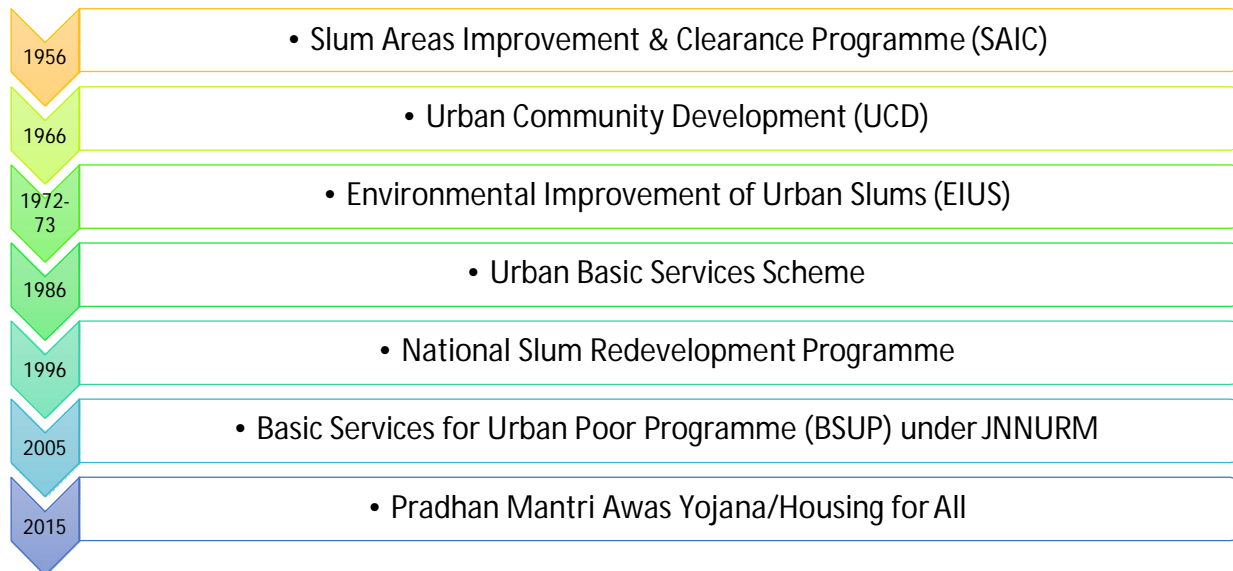 1956
• Slum Areas Improvement & Clearance Programme (SAIC)
1966
• Urban Community Development (UCD)
1972-
73
• Environmental Improvement of Urban Slums (EIUS)
1986
• Urban Basic Services Scheme
1996
• National Slum Redevelopment Programme
2005
• Basic Services for Urban Poor Programme (BSUP) under JNNURM
2015
• Pradhan Mantri Awas Yojana/Housing for All